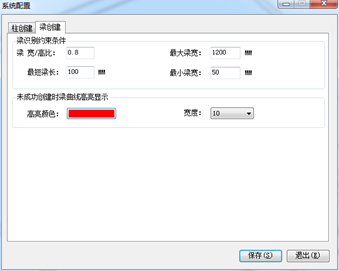 系统配置
柱创建 梁创建
梁识别约束条件
梁 宽/高比: 0.8 最大梁宽: 1200 mm
最短梁长: 100 mm 最小梁宽: 50 mm
未成功创建时梁曲线高亮显示
高亮颜色: 宽度: 10
保存(S) 退出(X)